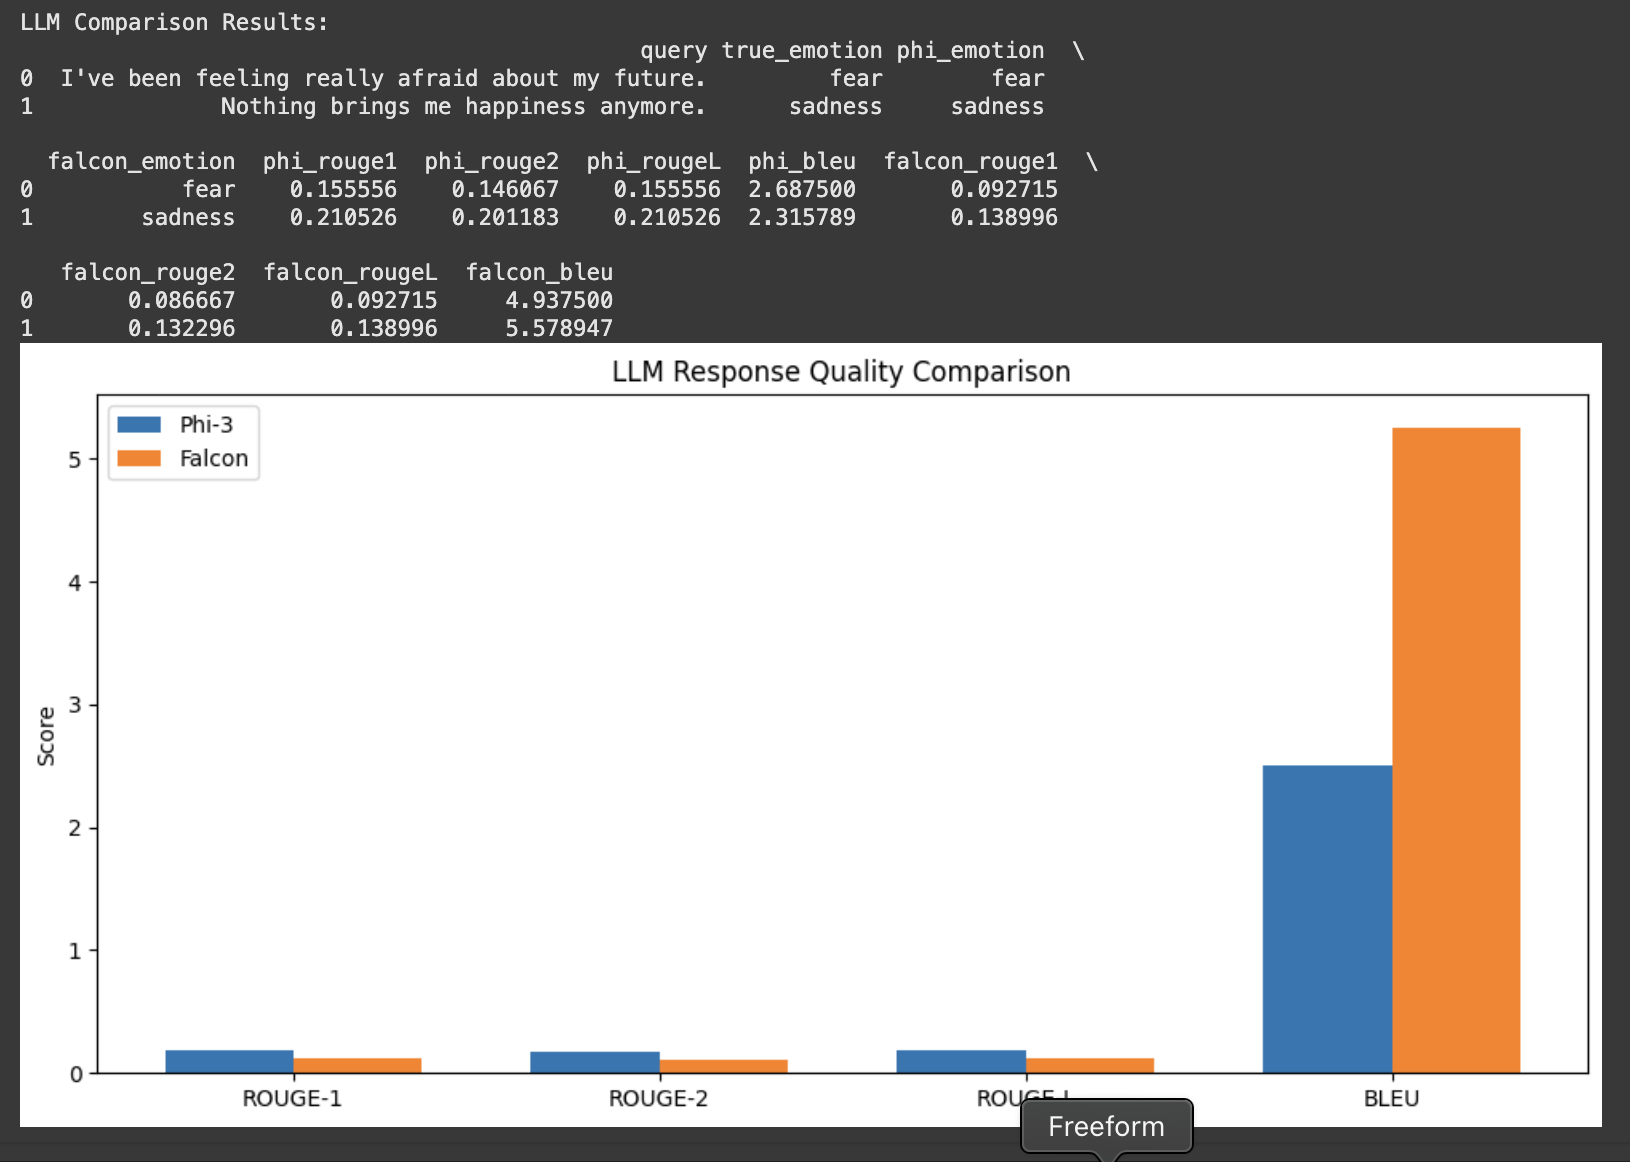 LLM Comparison Results:
query true_emotion phi_emotion \
0 I've been feeling really afraid about my future. fear fear
1 Nothing brings me happiness anymore. sadness sadness
falcon_emotion phi_rouge1 phi_rouge2 phi_rougeL phi_bleu falcon_rouge1 \
0 fear 0.155556 0.146067 0.155556 2.687500 0.092715
1 sadness 0.210526 0.201183 0.210526 2.315789 0.138996
falcon_rouge2 falcon_rougeL falcon_bleu
0 0.086667 0.092715 4.937500
1 0.132296 0.138996 5.578947
LLM Response Quality Comparison
Phi-3
Falcon
5
4
3
2
1
0
Score
ROUGE-1 ROUGE-2 BLEU
Freeform